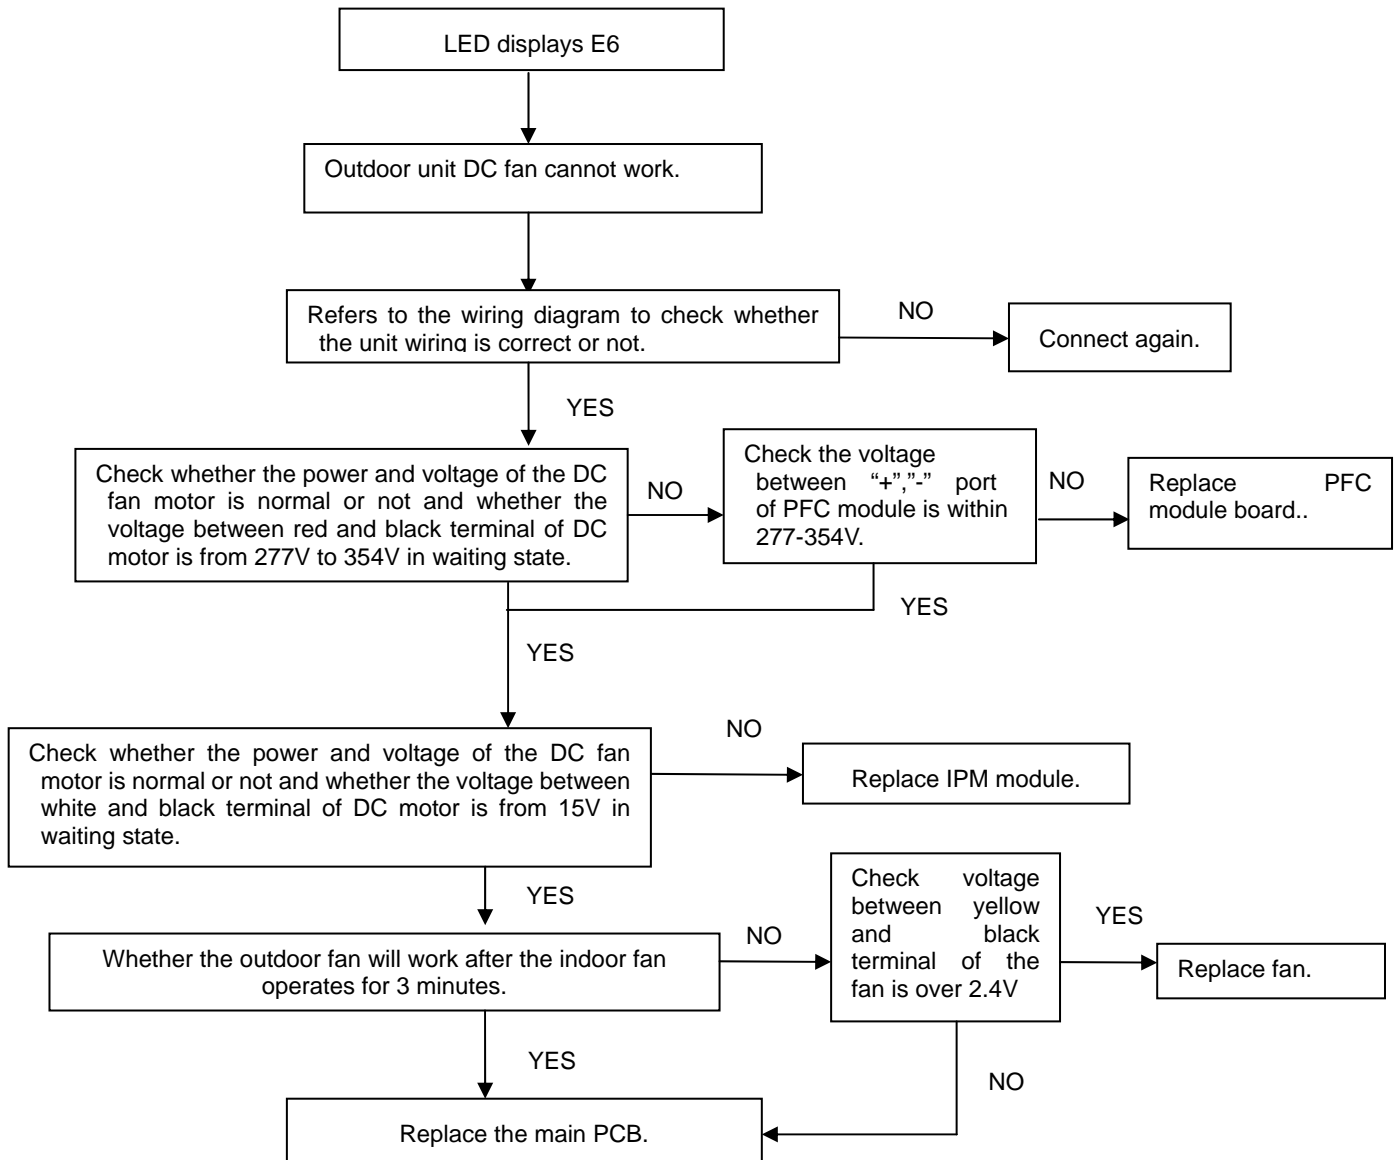 LED displays E6
Outdoor unit DC fan cannot work.
Refers to the wiring diagram to check whether
the unit wiring is correct or not.
NO
Connect again.
YES
Check whether the power and voltage of the DC
fan motor is normal or not and whether the
voltage between red and black terminal of DC
motor is from 277V to 354V in waiting state.
NO
Check the voltage
between “+”,”-” port
of PFC module is within
277-354V.
NO
Replace PFC
module board..
YES
YES
Check whether the power and voltage of the DC fan
motor is normal or not and whether the voltage between
white and black terminal of DC motor is from 15V in
waiting state.
NO
Replace IPM module.
YES
Whether the outdoor fan will work after the indoor fan
operates for 3 minutes.
NO
Check voltage
between yellow
and black
terminal of the
fan is over 2.4V
YES
Replace fan.
YES
NO
Replace the main PCB.